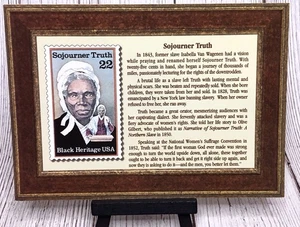 Sojourner Truth
22
Black Heritage USA
Sojourner Truth
In 1843, former slave Isabella Van Wagenen had a vision
while praying and renamed herself Sojourner Truth. With
twenty-five cents in hand, she began a journey of thousands of
miles, passionately lecturing for the rights of the downtrodden.
A brutal life as a slave left Truth with lasting mental and
physical scars. She was beaten and repeatedly sold. When she bore
children, they were taken from her and sold. In 1828, Truth was
emancipated by a New York law banning slavery. When her owner
refused to free her, she ran away.
Truth became a great orator, mesmerizing audiences with
her captivating dialect. She fervently attacked slavery and was a
fiery advocate of women's rights. She told her life story to Olive
Gilbert, who published it as Narrative of Sojourner Truth: A
Northern Slave in 1850.
Speaking at the National Women's Suffrage Convention in
1852, Truth said: "If the first woman God ever made was strong
enough to turn the world upside down, all alone, these together
ought to be able to turn it back and get it right side up again, and
now they is asking to do it—and the men, you better let them."